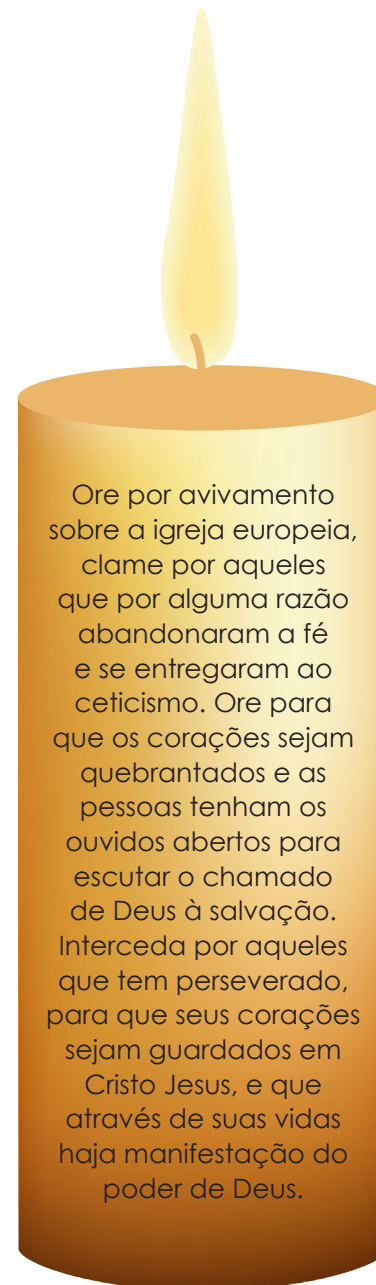 Ore por avivamento
sobre a igreja europeia,
clame por aqueles
que por alguma razão
abandonaram a fé
e se entregaram ao
ceticismo. Ore para
que os corações sejam
quebrantados e as
pessoas tenham os
ouvidos abertos para
escutar o chamado
de Deus à salvação.
Interceda por aqueles
que tem perseverado,
para que seus corações
sejam guardados em
Cristo Jesus, e que
através de suas vidas
haja manifestação do
poder de Deus.